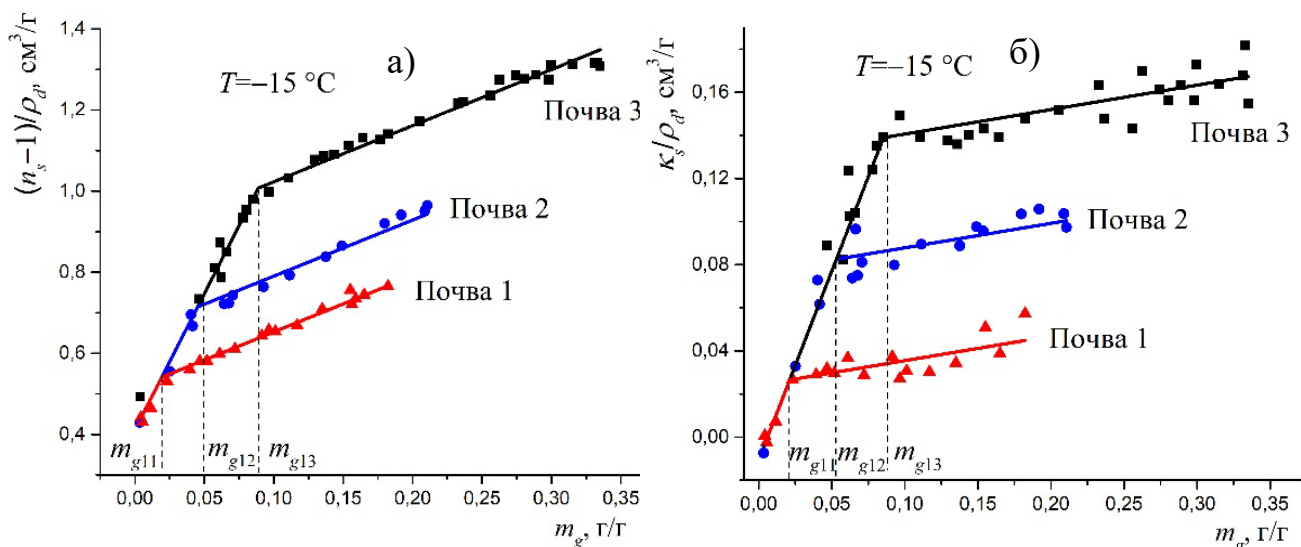 а)
T=–15 °C
(nₛ–1)/ρ_d, см³/г
1,4
1,2
1,0
0,8
0,6
0,4
Почва 3
Почва 2
Почва 1
m_g11
m_g12
m_g13
0,00 0,05 0,10 0,15 0,20 0,25 0,30 0,35
m_g, г/г
б)
T=–15 °C
κₛ/ρ_d, см³/г
0,16
0,12
0,08
0,04
0,00
Почва 3
Почва 2
Почва 1
m_g11
m_g12
m_g13
0,00 0,05 0,10 0,15 0,20 0,25 0,30 0,35
m_g, г/г